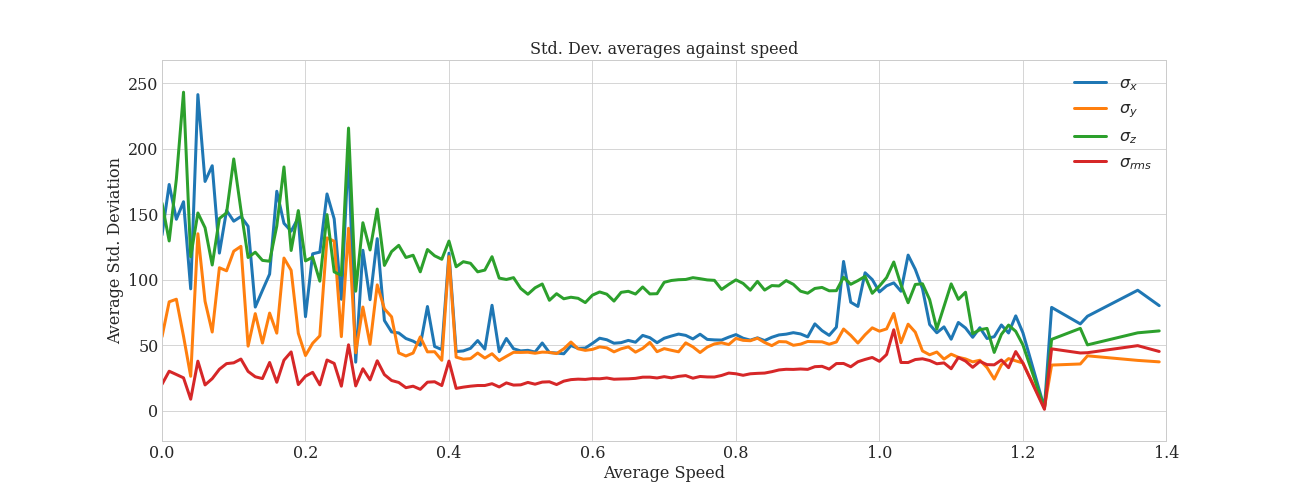 Std. Dev. averages against speed
σx
σy
σz
σrms
250
200
150
100
50
0
Average Std. Deviation
0.0 0.2 0.4 0.6 0.8 1.0 1.2 1.4
Average Speed